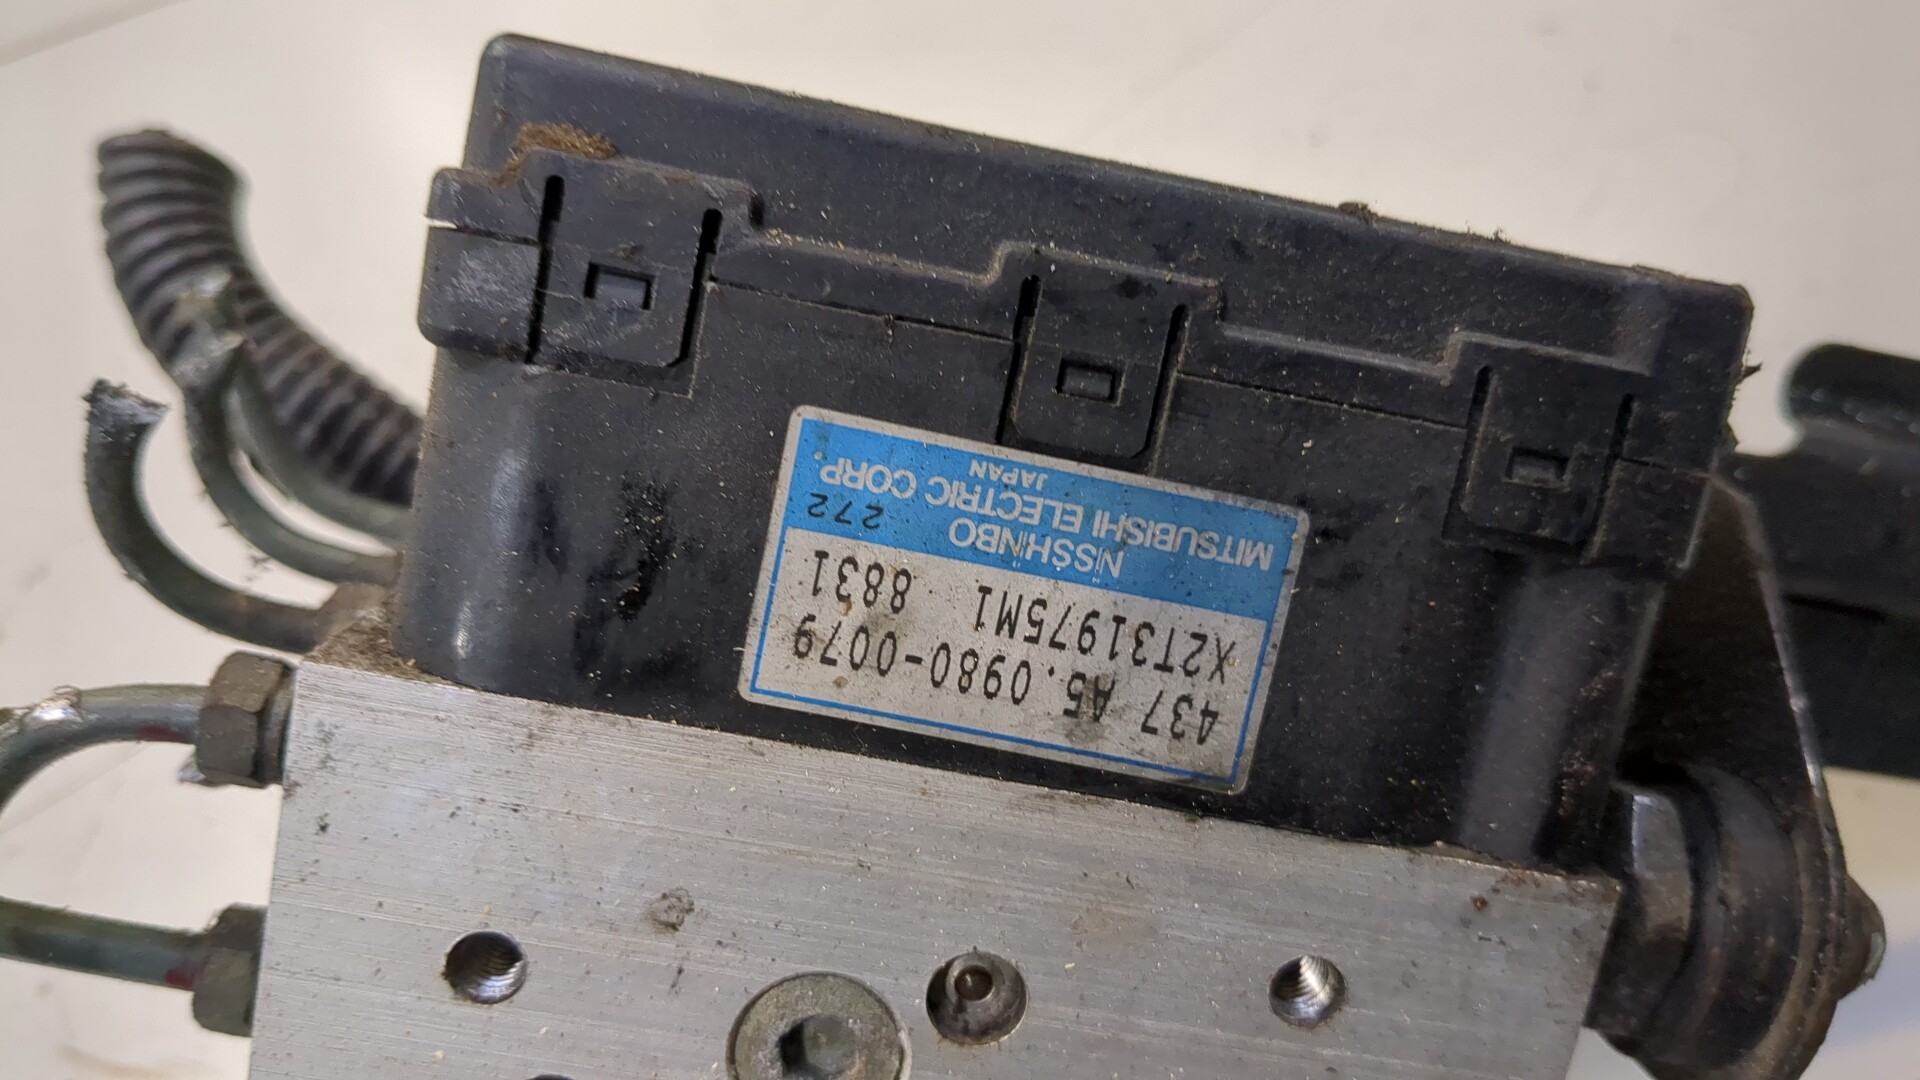 437 A5.0980-0079
X2T31975M1 8831
NISSHINBO 272
MITSUBISHI ELECTRIC CORP
JAPAN